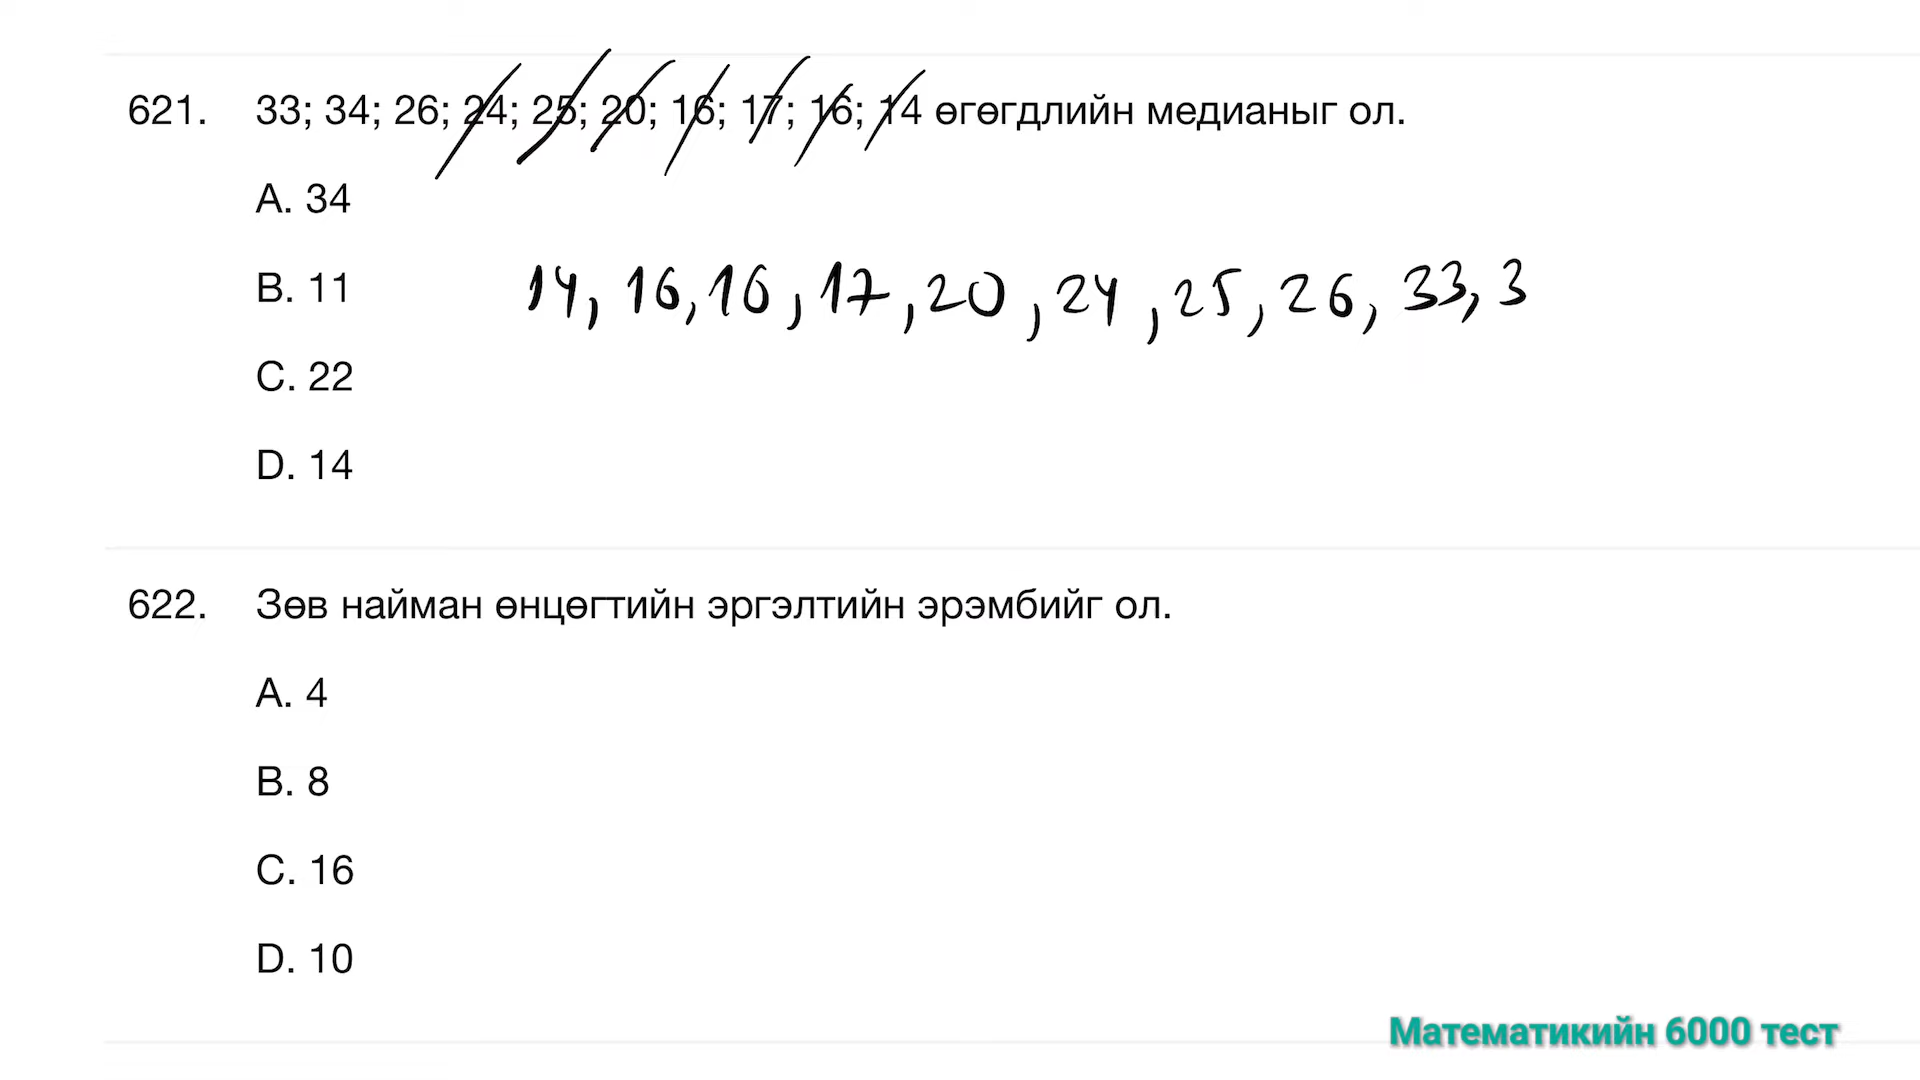 621. 33; 34; 26; 24; 25; 20; 16; 17; 16; 14 өгөгдлийн медианыг ол.
A. 34
B. 11
14, 16, 16, 17, 20, 24, 25, 26, 33, 3
C. 22
D. 14
622. Зөв найман өнцөгтийн эргэлтийн эрэмбийг ол.
A. 4
B. 8
C. 16
D. 10
Математикийн 6000 тест